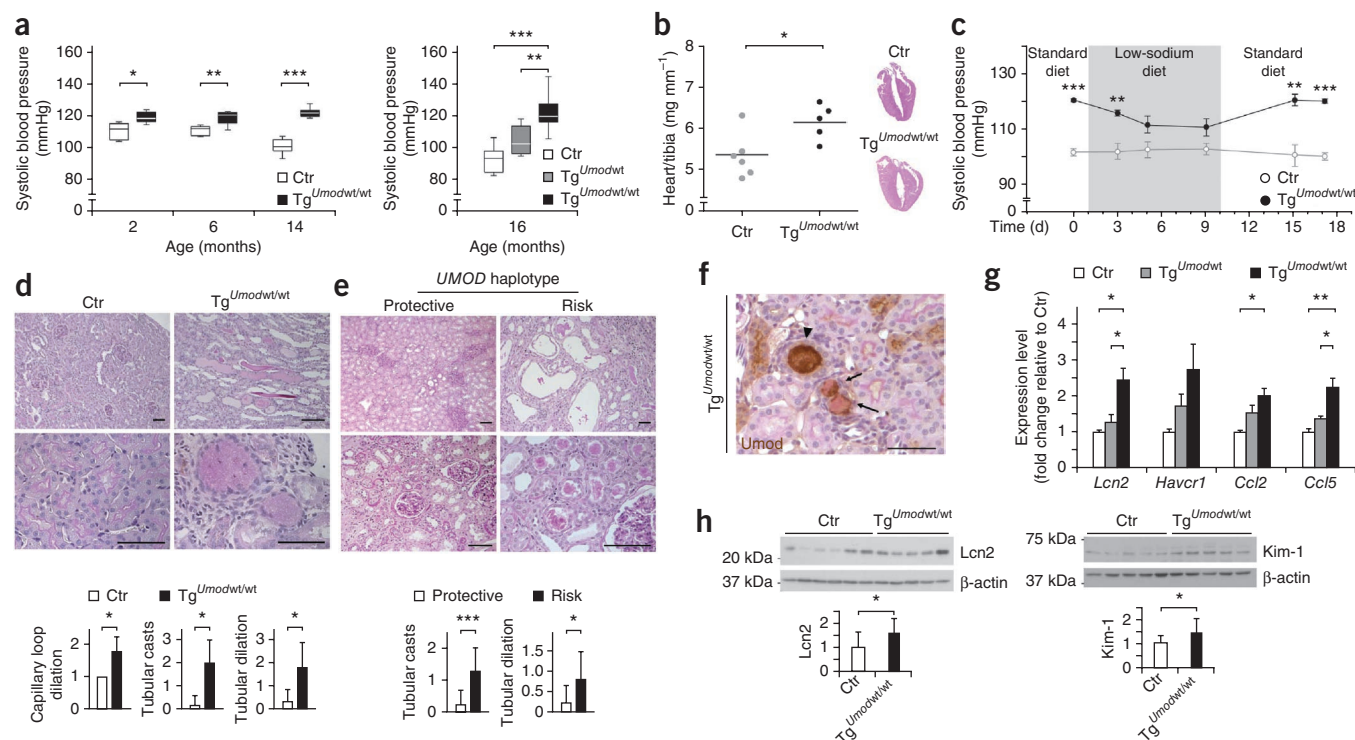 a
Systolic blood pressure
(mmHg)
160
140
120
100
80
0
*
**
***
Ctr
Tg^Umodwt/wt
2
6
14
Age (months)
Systolic blood pressure
(mmHg)
160
140
120
100
80
0
***
**
Ctr
Tg^Umodwt
Tg^Umodwt/wt
16
Age (months)
b
Heart/tibia (mg mm⁻¹)
8
7
6
5
0
*
Ctr
Tg^Umodwt/wt
Ctr
Tg^Umodwt/wt
c
Systolic blood pressure
(mmHg)
130
110
90
0
Standard
diet
Low-sodium
diet
Standard
diet
***
**
**
***
Ctr
Tg^Umodwt/wt
Time (d)
0
3
6
9
12
15
18
d
Ctr
Tg^Umodwt/wt
Ctr
Tg^Umodwt/wt
Capillary loop
dilation
2
1
0
*
Tubular casts
3
2
1
0
*
Tubular dilation
3
2
1
0
*
e
UMOD haplotype
Protective
Risk
Protective
Risk
Tubular casts
2
1
0
***
Tubular dilation
1.5
1.0
0.5
0
*
f
Tg^Umodwt/wt
Umod
g
Ctr
Tg^Umodwt
Tg^Umodwt/wt
Expression level
(fold change relative to Ctr)
4
3
2
1
0
*
*
*
**
*
Lcn2
Havcr1
Ccl2
Ccl5
h
Ctr
Tg^Umodwt/wt
20 kDa
Lcn2
37 kDa
β-actin
Lcn2
2
1
0
*
Ctr
Tg^Umodwt/wt
Ctr
Tg^Umodwt/wt
75 kDa
Kim-1
37 kDa
β-actin
Kim-1
2
1
0
*
Ctr
Tg^Umodwt/wt